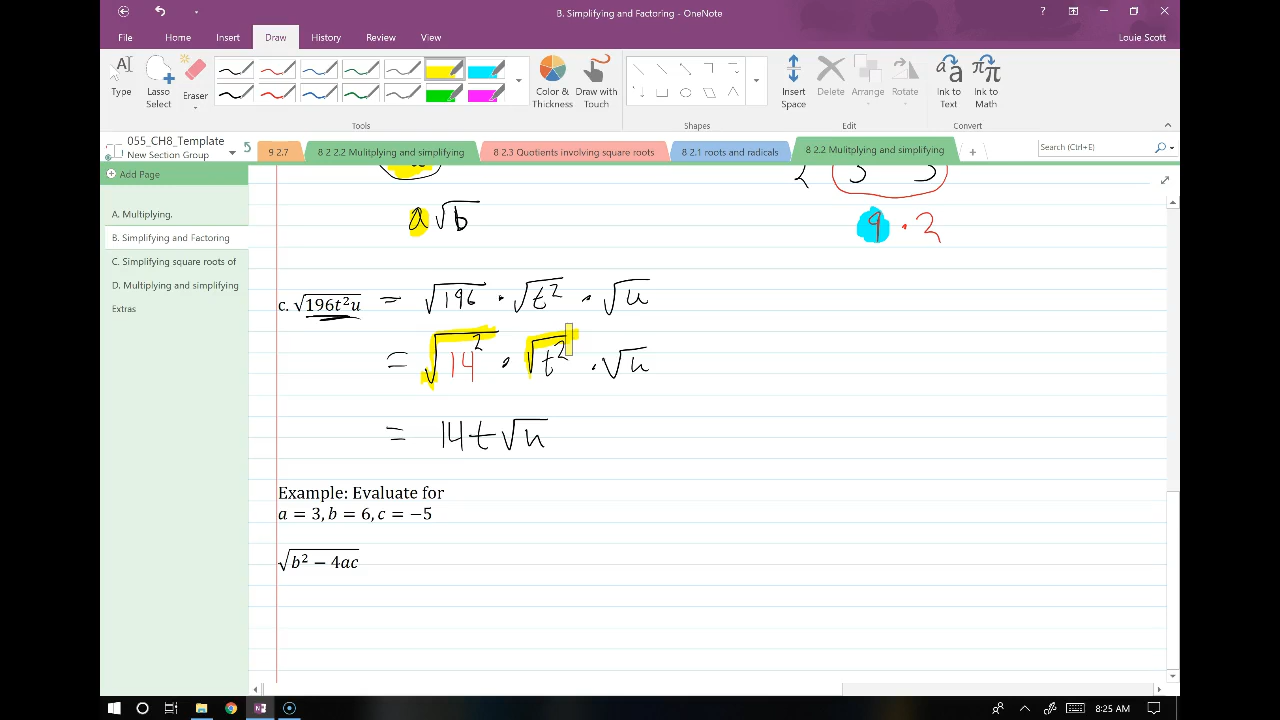 B. Simplifying and Factoring - OneNote
Louie Scott
File Home Insert Draw History Review View
Type
Lasso Select
Eraser
Color & Thickness
Draw with Touch
Insert Space
Delete
Arrange
Rotate
Ink to Text
Ink to Math
Tools Shapes Edit Convert
055_CH8_Template
New Section Group
9 2.7
8 2.2.2 Mulitplying and simplifying
8 2.3 Quotients involving square roots
8 2.1 roots and radicals
8 2.2 Mulitplying and simplifying
Search (Ctrl+E)
Add Page
A. Multiplying.
B. Simplifying and Factoring
C. Simplifying square roots of
D. Multiplying and simplifying
Extras
a√b
9 · 2
c. √196t²u = √196 · √t² · √u
= √14² · √t² · √u
= 14t√u
Example: Evaluate for
a = 3, b = 6, c = −5
√b² − 4ac
8:25 AM